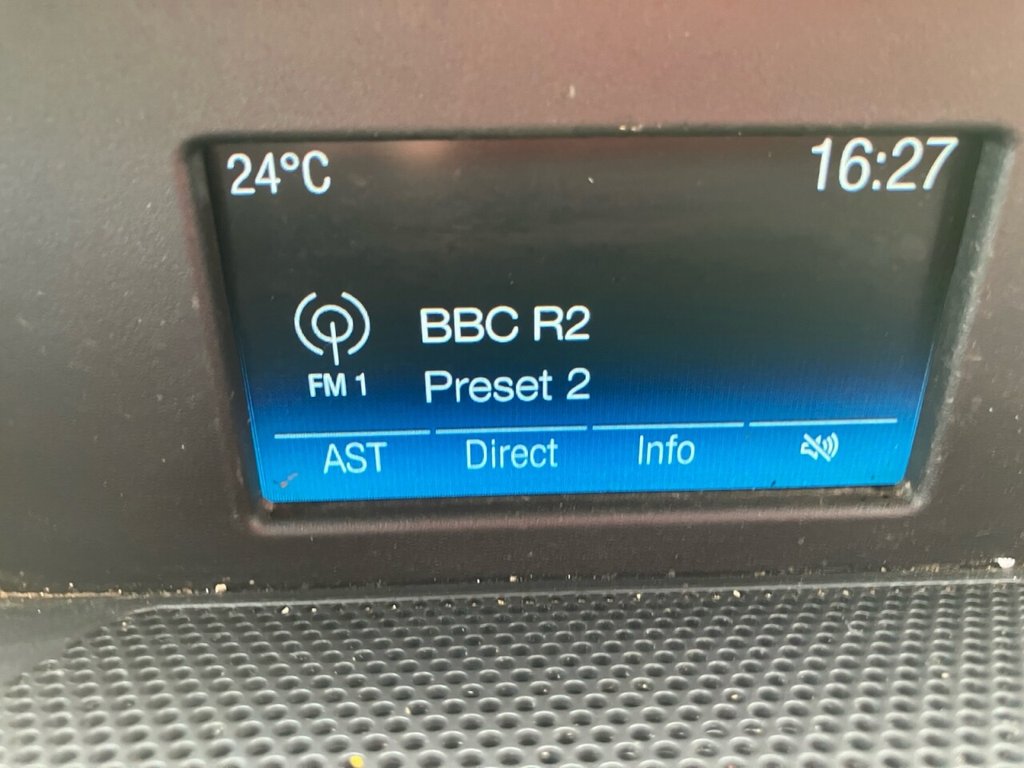 24°C 16:27
BBC R2
FM 1 Preset 2
AST Direct Info